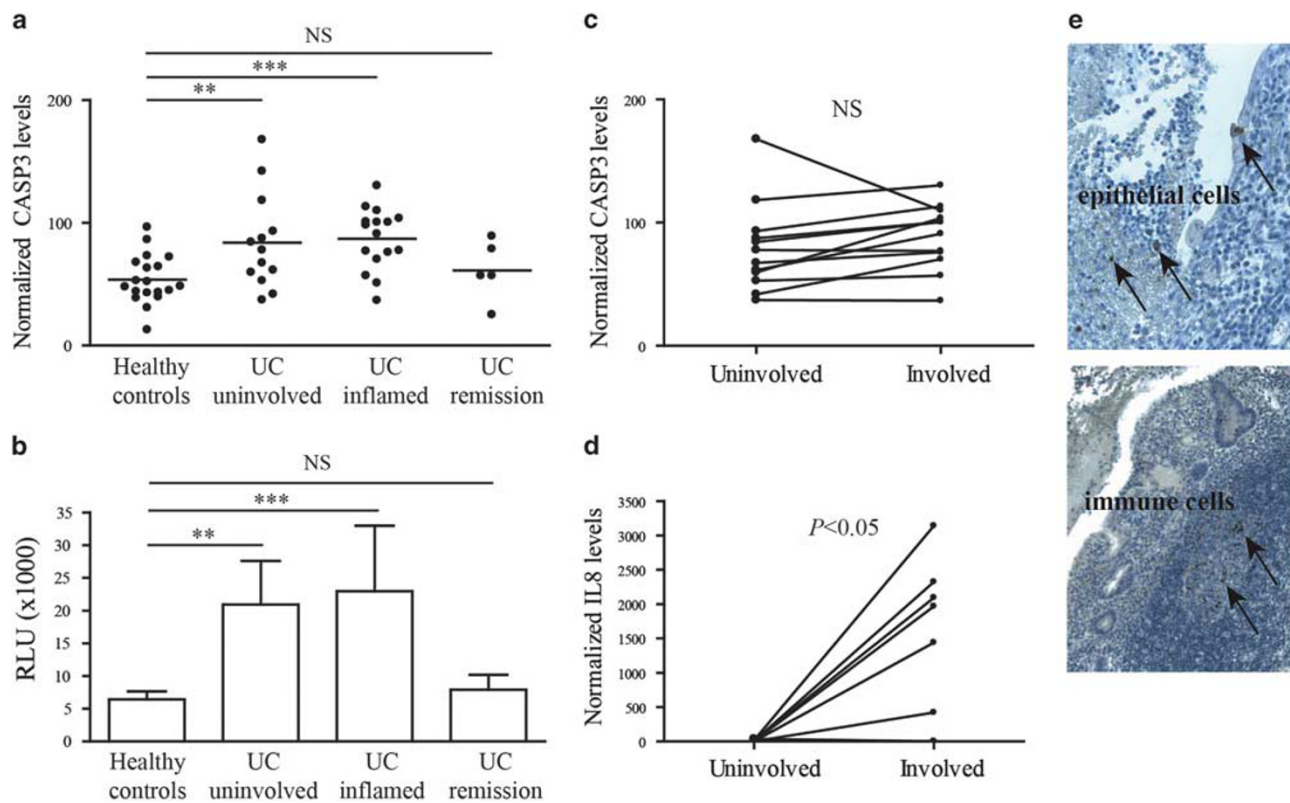 a
NS
***
**
Normalized CASP3 levels
200
100
0
Healthy controls
UC uninvolved
UC inflamed
UC remission
b
NS
***
**
RLU (x1000)
35
30
25
20
15
10
5
0
Healthy controls
UC uninvolved
UC inflamed
UC remission
c
NS
Normalized CASP3 levels
200
100
0
Uninvolved
Involved
d
P<0.05
Normalized IL8 levels
3500
3000
2500
2000
1500
1000
500
0
Uninvolved
Involved
e
epithelial cells
immune cells